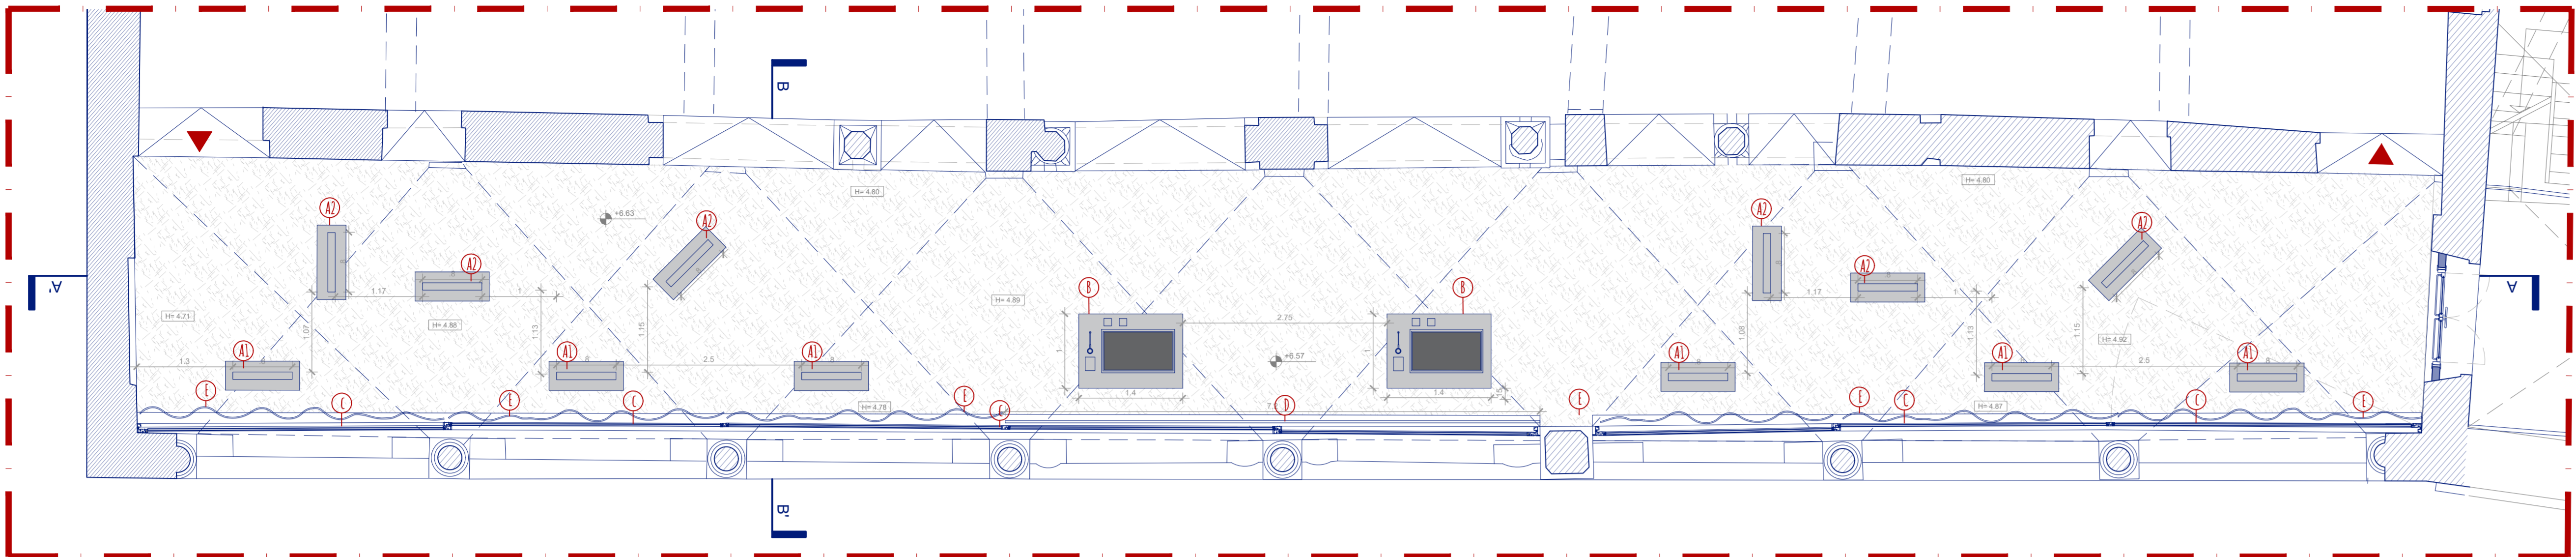 B
H= 4.80
H= 4.80
A2
+6.63
A2
A2
A2
A2
A2
A'
A
B
B
1.17
1
H= 4.89
1.17
1
H= 4.71
H= 4.88
1.07
1.13
1.15
2.75
+6.57
1.08
1.13
1.15
H= 4.92
1.3
A1
A1
2.5
A1
1
1
A1
A1
2.5
A1
E
C
E
C
E
C
1.4
1.4
H= 4.78
D
E
E
C
H= 4.87
C
E
B'